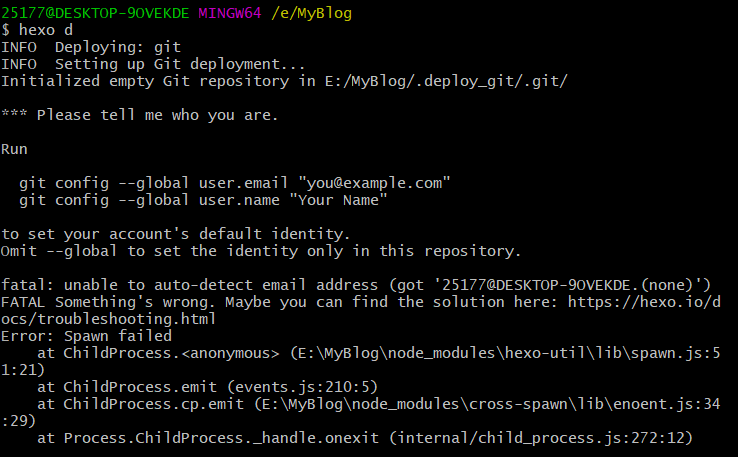 25177@DESKTOP-9OVEKDE MINGW64 /e/MyBlog
$ hexo d
INFO  Deploying: git
INFO  Setting up Git deployment...
Initialized empty Git repository in E:/MyBlog/.deploy_git/.git/

*** Please tell me who you are.

Run

  git config --global user.email "you@example.com"
  git config --global user.name "Your Name"

to set your account's default identity.
Omit --global to set the identity only in this repository.

fatal: unable to auto-detect email address (got '25177@DESKTOP-9OVEKDE.(none)')
FATAL Something's wrong. Maybe you can find the solution here: https://hexo.io/d
ocs/troubleshooting.html
Error: Spawn failed
    at ChildProcess.<anonymous> (E:\MyBlog\node_modules\hexo-util\lib\spawn.js:5
1:21)
    at ChildProcess.emit (events.js:210:5)
    at ChildProcess.cp.emit (E:\MyBlog\node_modules\cross-spawn\lib\enoent.js:34
:29)
    at Process.ChildProcess._handle.onexit (internal/child_process.js:272:12)